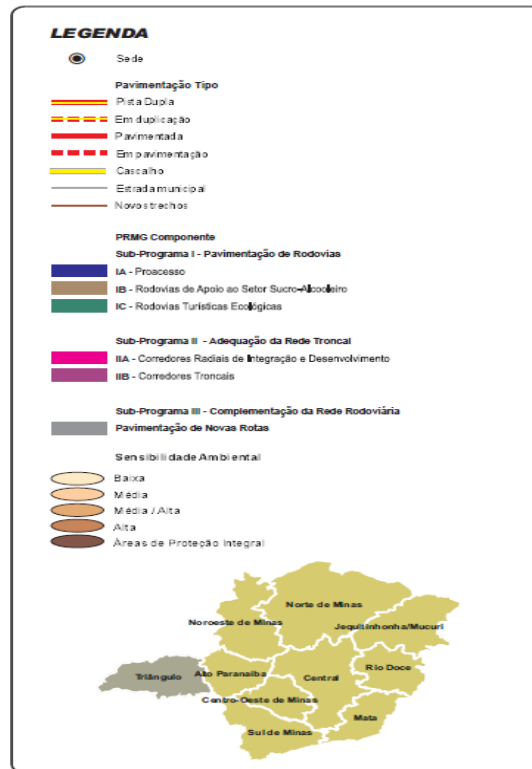 LEGENDA
Sede
Pavimentação Tipo
Pista Dupla
Em duplicação
Pavimentada
Em pavimentação
Cascalho
Estrada municipal
Novos trechos
PRMG Componente
Sub-Programa I - Pavimentação de Rodovias
IA - Proacesso
IB - Rodovias de Apoio ao Setor Sucro-Alcooleiro
IC - Rodovias Turísticas Ecológicas
Sub-Programa II - Adequação da Rede Troncal
IIA - Corredores Radiais de Integração e Desenvolvimento
IIB - Corredores Troncais
Sub-Programa III - Complementação da Rede Rodoviária
Pavimentação de Novas Rotas
Sensibilidade Ambiental
Baixa
Média
Média / Alta
Alta
Áreas de Proteção Integral
Norte de Minas
Noroeste de Minas
Jequitinhonha/Mucuri
Triângulo
Alto Paranaíba
Central
Rio Doce
Centro-Oeste de Minas
Mata
Sul de Minas